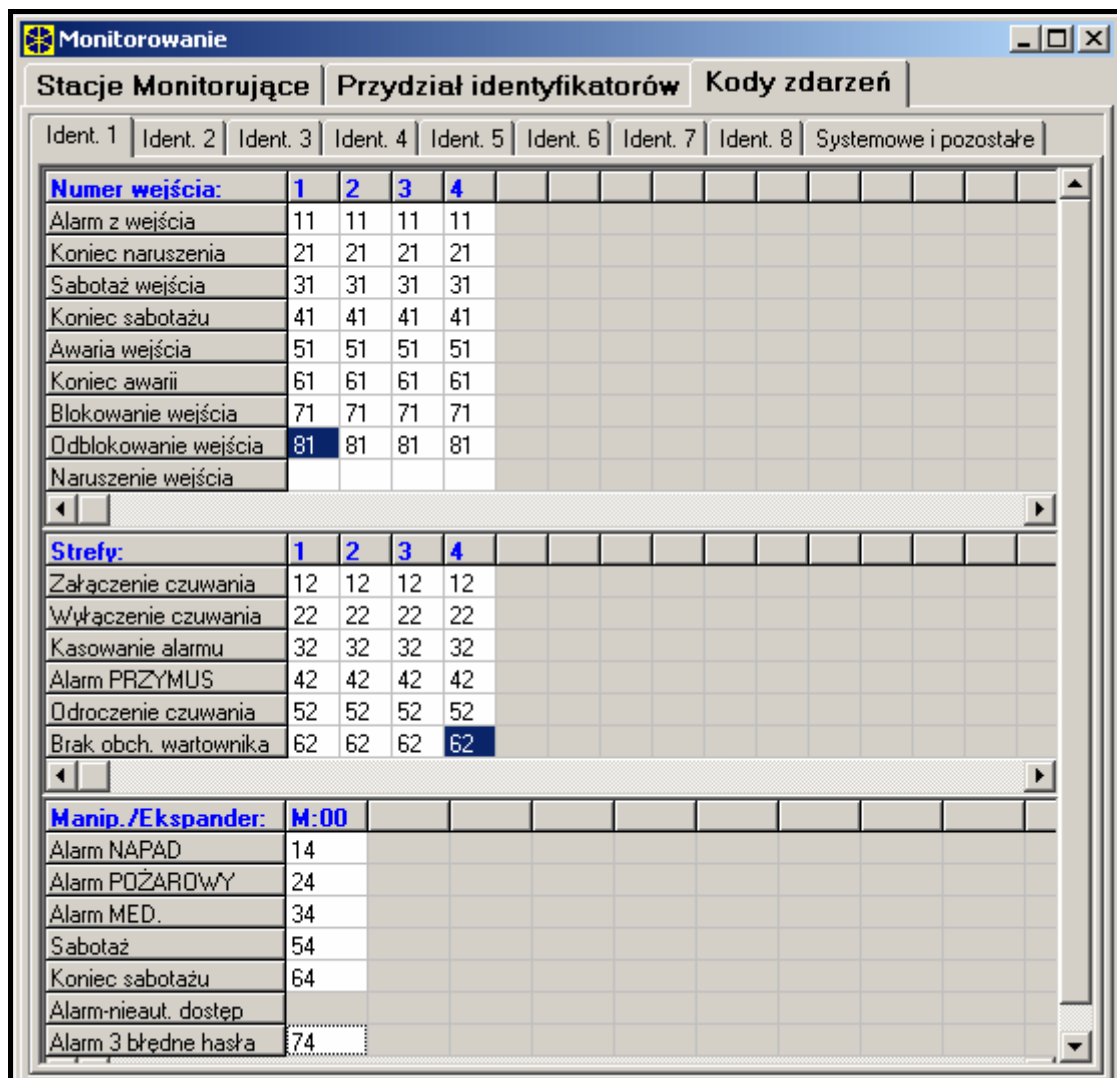 Monitorowanie
Stacje Monitorujące Przydział identyfikatorów Kody zdarzeń
Ident. 1 Ident. 2 Ident. 3 Ident. 4 Ident. 5 Ident. 6 Ident. 7 Ident. 8 Systemowe i pozostałe
Numer wejścia: 1 2 3 4
Alarm z wejścia 11 11 11 11
Koniec naruszenia 21 21 21 21
Sabotaż wejścia 31 31 31 31
Koniec sabotażu 41 41 41 41
Awaria wejścia 51 51 51 51
Koniec awarii 61 61 61 61
Blokowanie wejścia 71 71 71 71
Odblokowanie wejścia 81 81 81 81
Naruszenie wejścia
Strefy: 1 2 3 4
Załączenie czuwania 12 12 12 12
Wyłączenie czuwania 22 22 22 22
Kasowanie alarmu 32 32 32 32
Alarm PRZYMUS 42 42 42 42
Odroczenie czuwania 52 52 52 52
Brak obch. wartownika 62 62 62 62
Manip./Ekspander: M:00
Alarm NAPAD 14
Alarm POŻAROWY 24
Alarm MED. 34
Sabotaż 54
Koniec sabotażu 64
Alarm-nieaut. dostęp
Alarm 3 błędne hasła 74